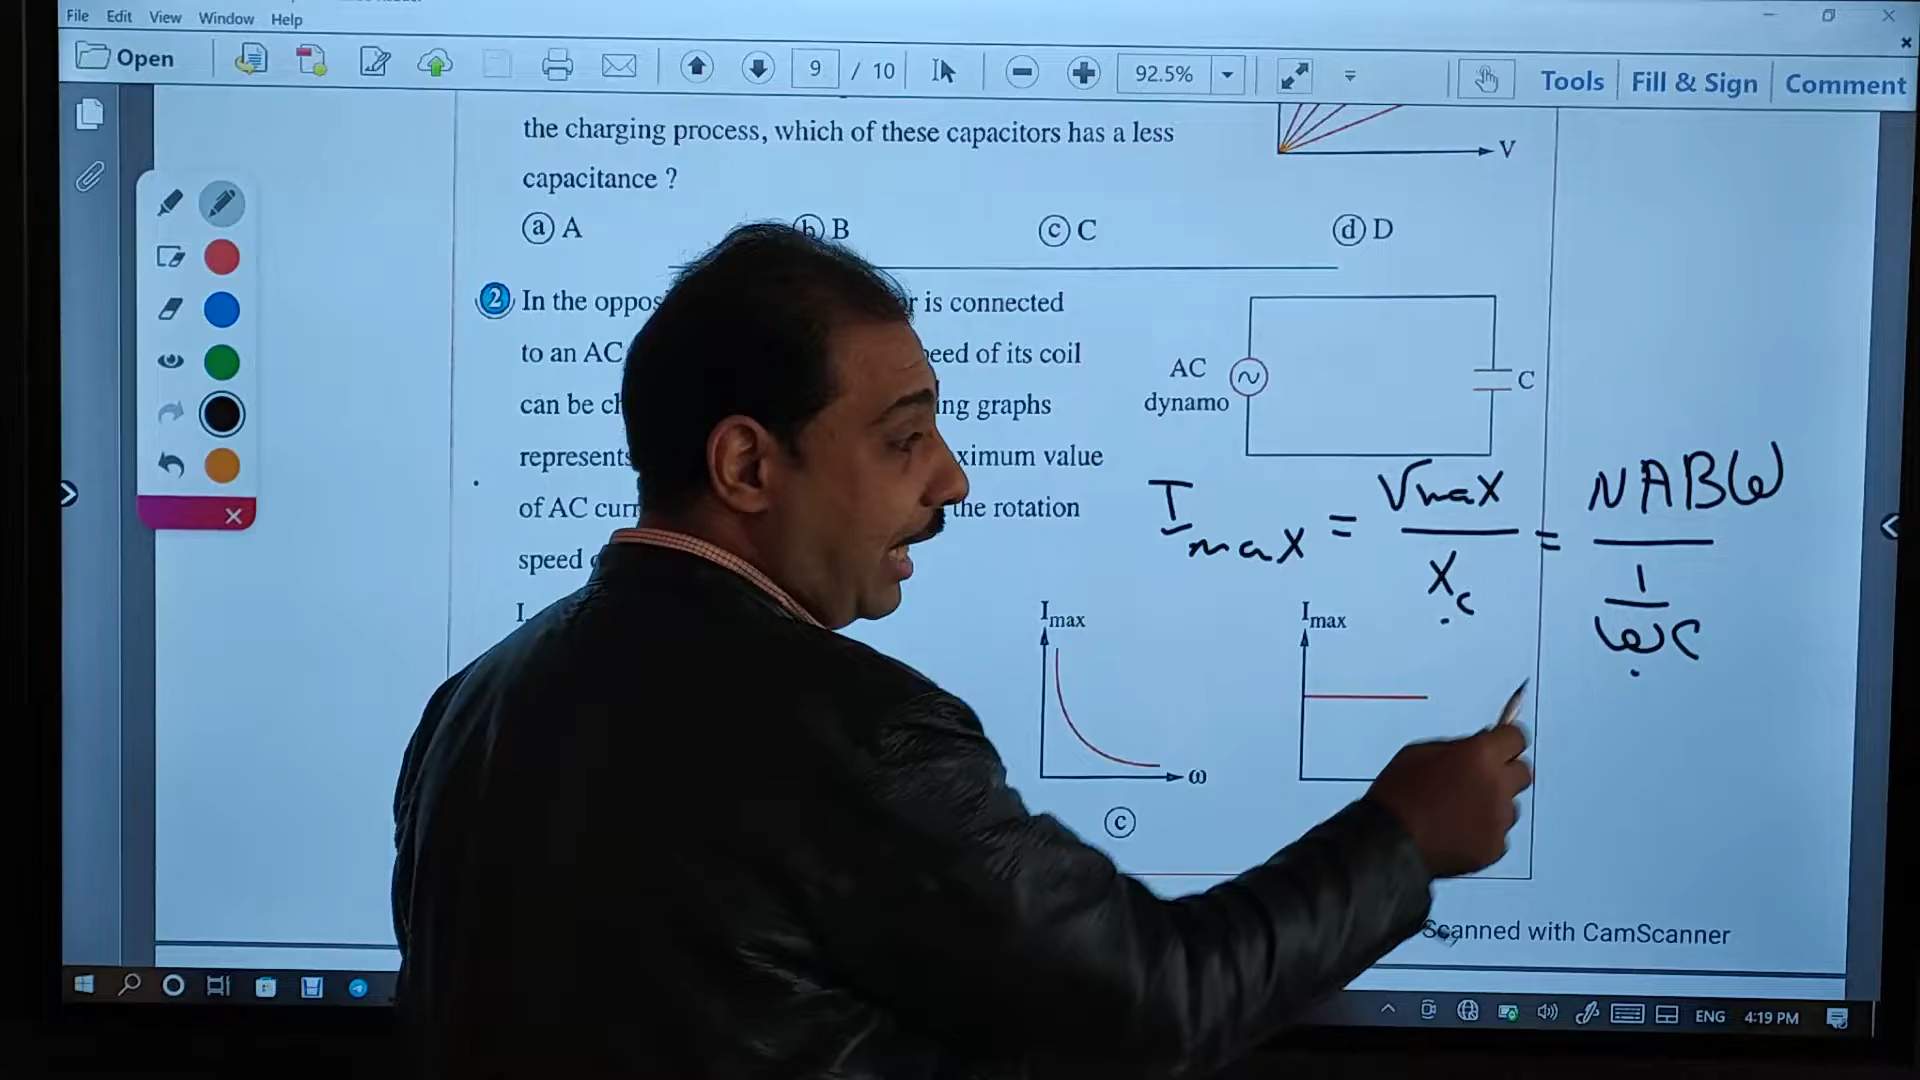 File Edit View Window Help
Open 9 / 10 92.5% Tools Fill & Sign Comment
the charging process, which of these capacitors has a less
V
capacitance ?
a A b B c C d D
2 In the opposi r is connected
to an AC peed of its coil
AC
C
dynamo
can be ch ing graphs
represents ximum value
of AC curr the rotation
speed
Imax = Vmax / Xc = NABω / 1/ωC
I Imax Imax
ω
c
Scanned with CamScanner
ENG 4:19 PM